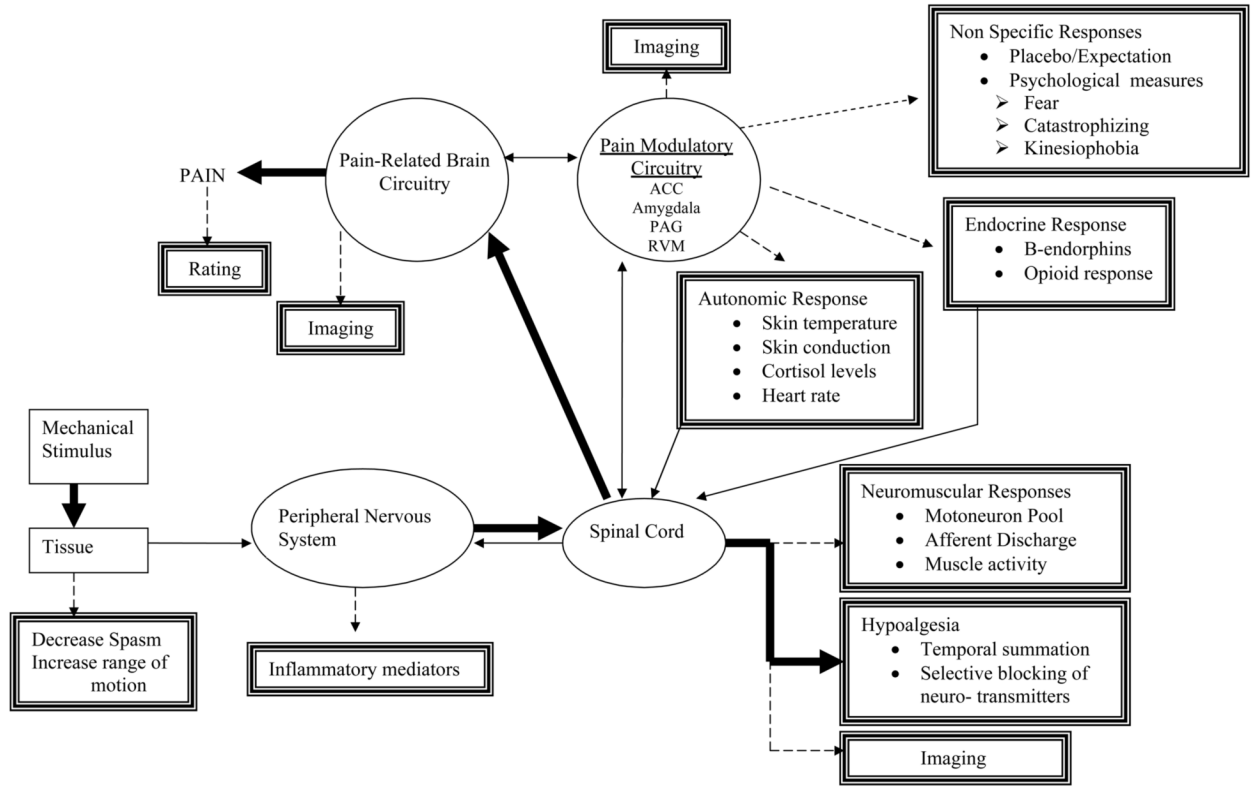 Imaging
Non Specific Responses
● Placebo/Expectation
● Psychological measures
➢ Fear
➢ Catastrophizing
➢ Kinesiophobia
Pain-Related Brain
Circuitry
Pain Modulatory
Circuitry
ACC
Amygdala
PAG
RVM
PAIN
Rating
Imaging
Endocrine Response
● B-endorphins
● Opioid response
Autonomic Response
● Skin temperature
● Skin conduction
● Cortisol levels
● Heart rate
Mechanical
Stimulus
Tissue
Peripheral Nervous
System
Spinal Cord
Neuromuscular Responses
● Motoneuron Pool
● Afferent Discharge
● Muscle activity
Decrease Spasm
Increase range of
motion
Inflammatory mediators
Hypoalgesia
● Temporal summation
● Selective blocking of
neuro- transmitters
Imaging